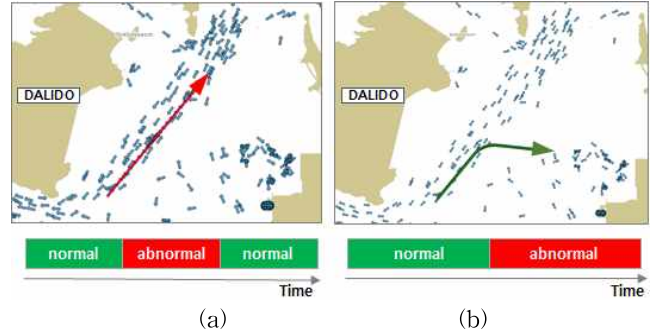 DALIDO
DALIDO
normal abnormal normal
normal abnormal
Time
Time
(a)
(b)